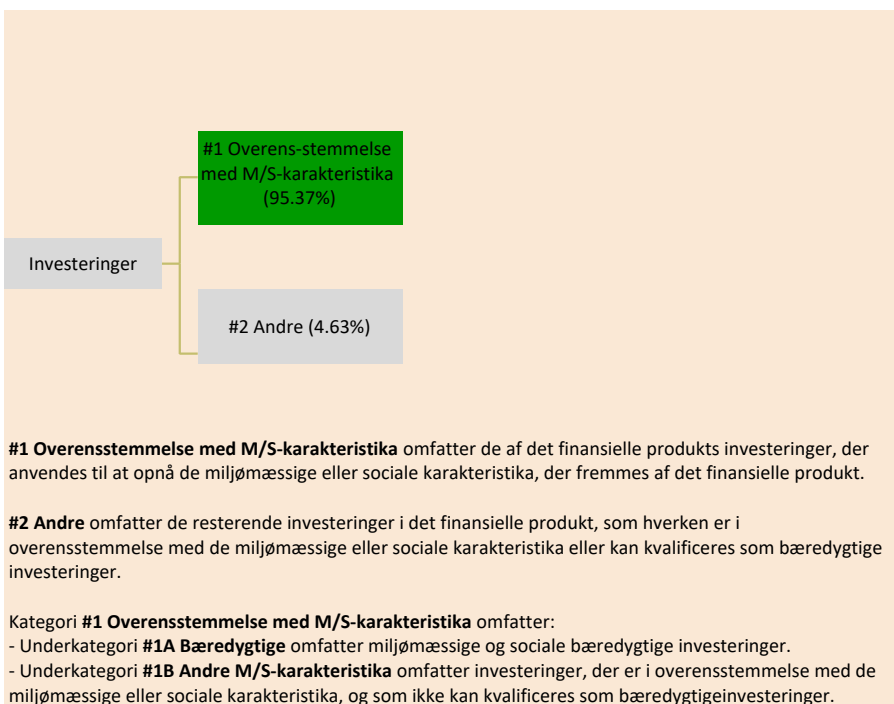 #1 Overens-stemmelse
med M/S-karakteristika
(95.37%)
Investeringer
#2 Andre (4.63%)
#1 Overensstemmelse med M/S-karakteristika omfatter de af det finansielle produkts investeringer, der
anvendes til at opnå de miljømæssige eller sociale karakteristika, der fremmes af det finansielle produkt.
#2 Andre omfatter de resterende investeringer i det finansielle produkt, som hverken er i
overensstemmelse med de miljømæssige eller sociale karakteristika eller kan kvalificeres som bæredygtige
investeringer.
Kategori #1 Overensstemmelse med M/S-karakteristika omfatter:
- Underkategori #1A Bæredygtige omfatter miljømæssige og sociale bæredygtige investeringer.
- Underkategori #1B Andre M/S-karakteristika omfatter investeringer, der er i overensstemmelse med de
miljømæssige eller sociale karakteristika, og som ikke kan kvalificeres som bæredygtigeinvesteringer.